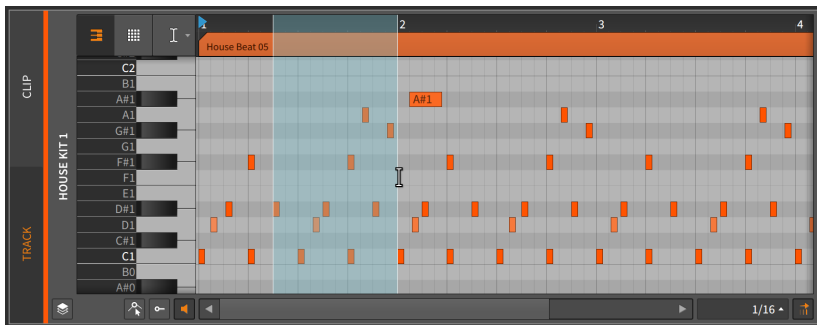 1 2 3 4
House Beat 05
CLIP
TRACK
HOUSE KIT 1
C2
B1
A#1 A#1
A1
G#1
G1
F#1
F1
E1
D#1
D1
C#1
C1
B0
A#0
1/16